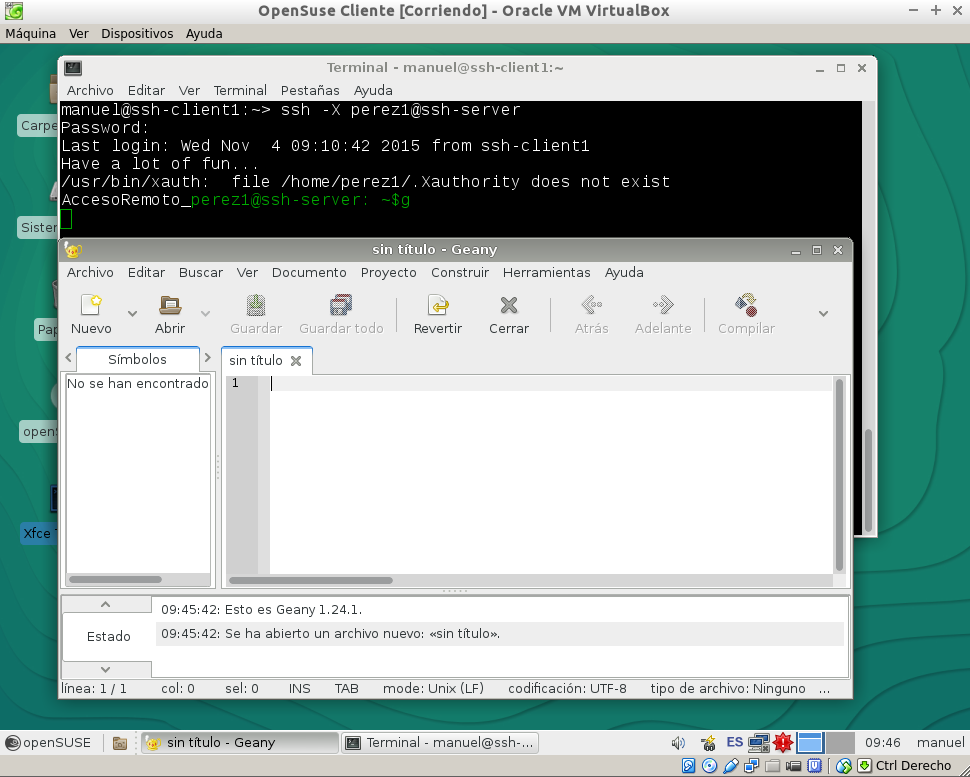 OpenSuse Cliente [Corriendo] - Oracle VM VirtualBox
Máquina Ver Dispositivos Ayuda
Terminal - manuel@ssh-client1:~
Archivo Editar Ver Terminal Pestañas Ayuda
manuel@ssh-client1:~> ssh -X perez1@ssh-server
Password:
Last login: Wed Nov  4 09:10:42 2015 from ssh-client1
Have a lot of fun...
/usr/bin/xauth:  file /home/perez1/.Xauthority does not exist
AccesoRemoto_perez1@ssh-server: ~$g
Carpe
Sister
Pap
open
Xfce
sin título - Geany
Archivo Editar Buscar Ver Documento Proyecto Construir Herramientas Ayuda
Nuevo Abrir Guardar Guardar todo Revertir Cerrar Atrás Adelante Compilar
Símbolos sin título
No se han encontrado 1
09:45:42: Esto es Geany 1.24.1.
Estado
09:45:42: Se ha abierto un archivo nuevo: «sin título».
línea: 1 / 1 col: 0 sel: 0 INS TAB mode: Unix (LF) codificación: UTF-8 tipo de archivo: Ninguno ...
openSUSE sin título - Geany Terminal - manuel@ssh-... ES 09:46 manuel
Ctrl Derecho